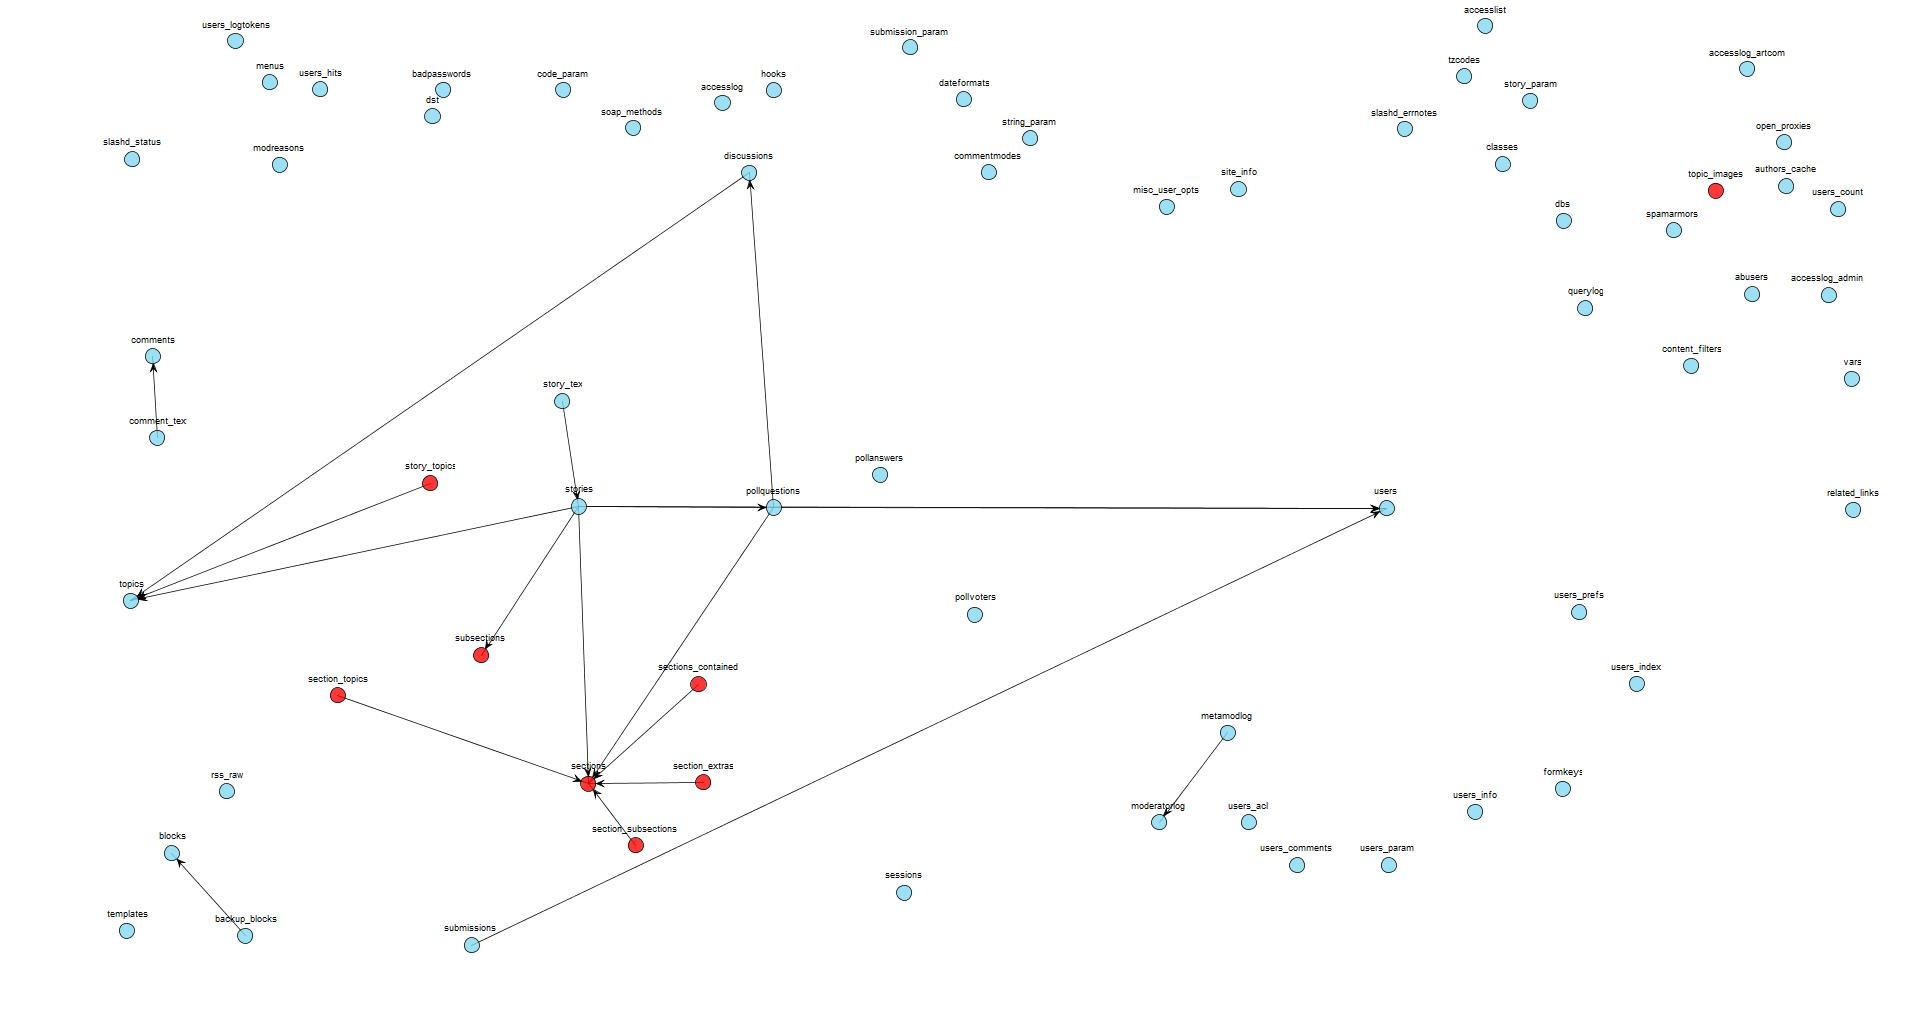 accesslist
users_logtokens
submission_param
accesslog_artcom
tzcodes
menus
users_hits
badpasswords
code_param
hooks
dateformats
story_param
accesslog
dst
soap_methods
slashd_errnotes
string_param
open_proxies
slashd_status
modreasons
classes
discussions
commentmodes
authors_cache
site_info
topic_images
misc_user_opts
users_count
dbs
spamarmors
abusers
accesslog_admin
querylog
comments
content_filters
vars
story_tex
comment_tex
pollanswers
story_topics
stories
pollquestions
users
related_links
topics
users_prefs
pollvoters
subsections
sections_contained
users_index
section_topics
metamodlog
sections
section_extras
formkeys
rss_raw
users_info
moderatorlog
users_acl
section_subsections
blocks
users_comments
users_param
sessions
templates
backup_blocks
submissions